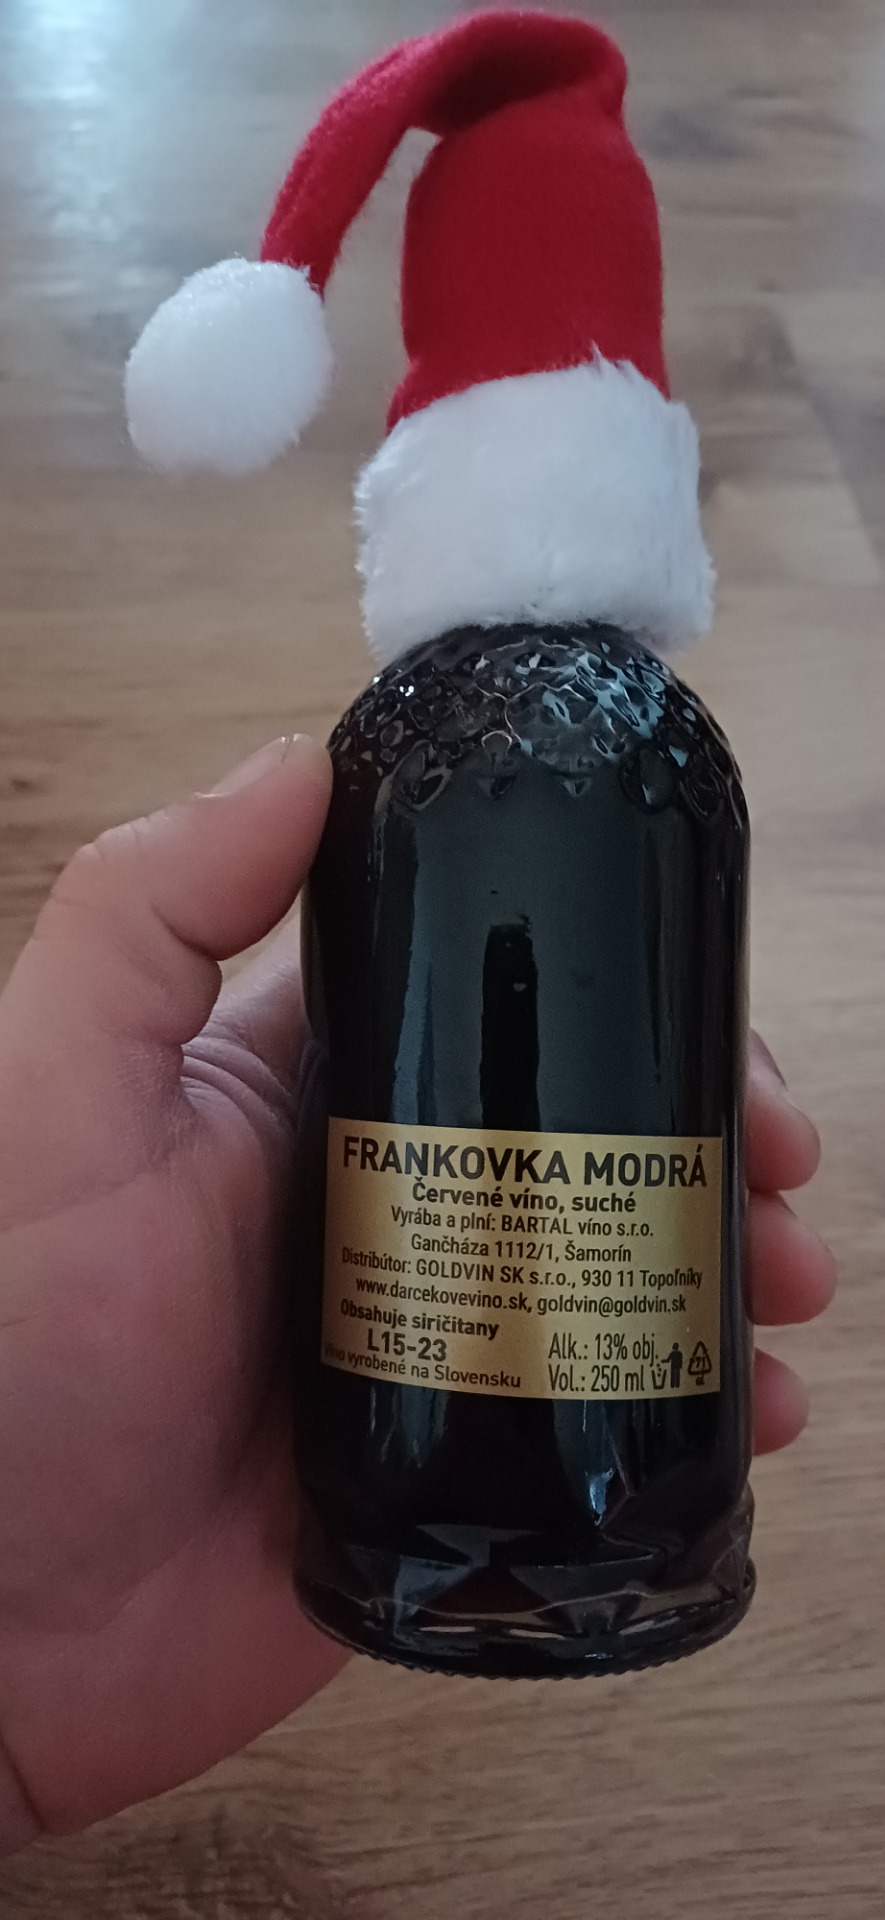 FRANKOVKA MODRÁ
Červené víno, suché
Vyrába a plní: BARTAL víno s.r.o.
Gančháza 1112/1, Šamorín
Distribútor: GOLDVIN SK s.r.o., 930 11 Topoľníky
www.darcekovevino.sk, goldvin@goldvin.sk
Obsahuje siričitany
L15-23
Víno vyrobené na Slovensku
Alk.: 13% obj.
Vol.: 250 ml
71